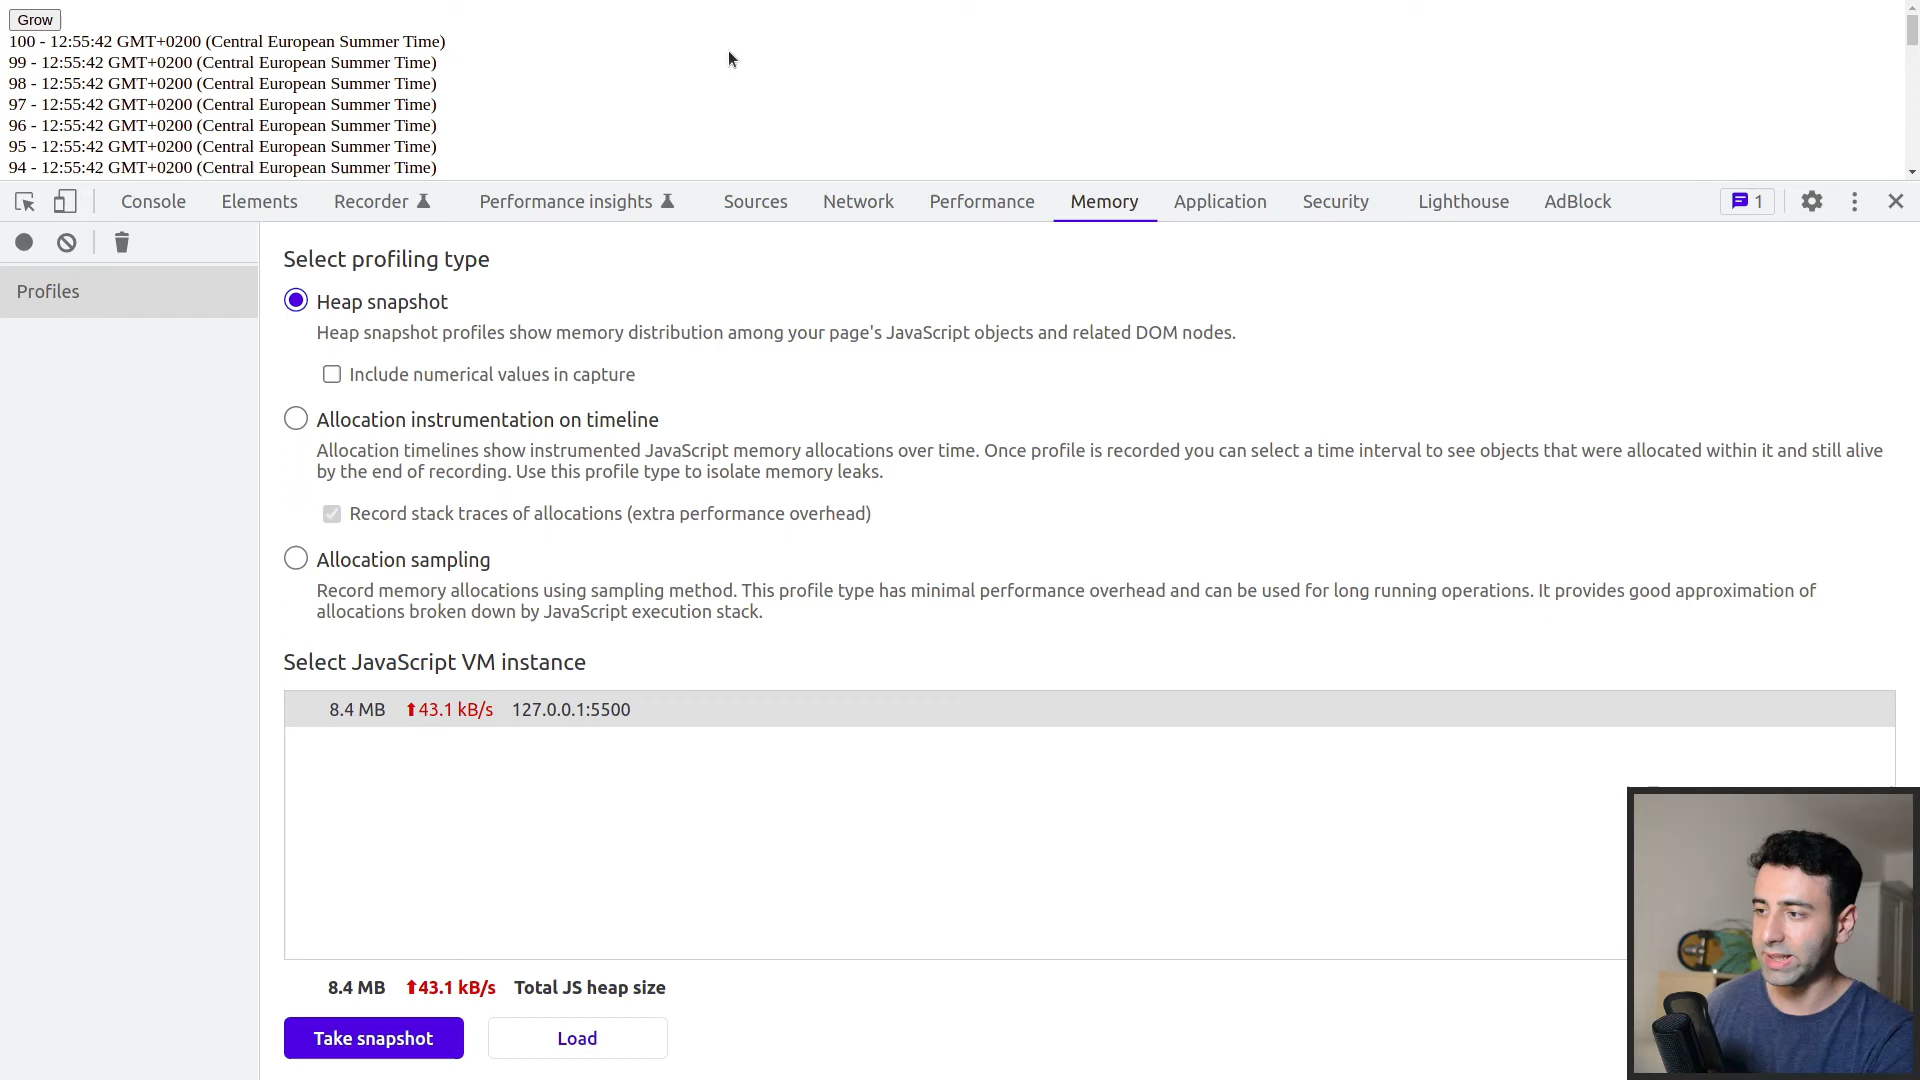 Grow
100 - 12:55:42 GMT+0200 (Central European Summer Time)
99 - 12:55:42 GMT+0200 (Central European Summer Time)
98 - 12:55:42 GMT+0200 (Central European Summer Time)
97 - 12:55:42 GMT+0200 (Central European Summer Time)
96 - 12:55:42 GMT+0200 (Central European Summer Time)
95 - 12:55:42 GMT+0200 (Central European Summer Time)
94 - 12:55:42 GMT+0200 (Central European Summer Time)
Console Elements Recorder Performance insights Sources Network Performance Memory Application Security Lighthouse AdBlock 1
Profiles
Select profiling type
Heap snapshot
Heap snapshot profiles show memory distribution among your page's JavaScript objects and related DOM nodes.
Include numerical values in capture
Allocation instrumentation on timeline
Allocation timelines show instrumented JavaScript memory allocations over time. Once profile is recorded you can select a time interval to see objects that were allocated within it and still alive
by the end of recording. Use this profile type to isolate memory leaks.
Record stack traces of allocations (extra performance overhead)
Allocation sampling
Record memory allocations using sampling method. This profile type has minimal performance overhead and can be used for long running operations. It provides good approximation of
allocations broken down by JavaScript execution stack.
Select JavaScript VM instance
8.4 MB ⬆43.1 kB/s 127.0.0.1:5500
8.4 MB ⬆43.1 kB/s Total JS heap size
Take snapshot Load